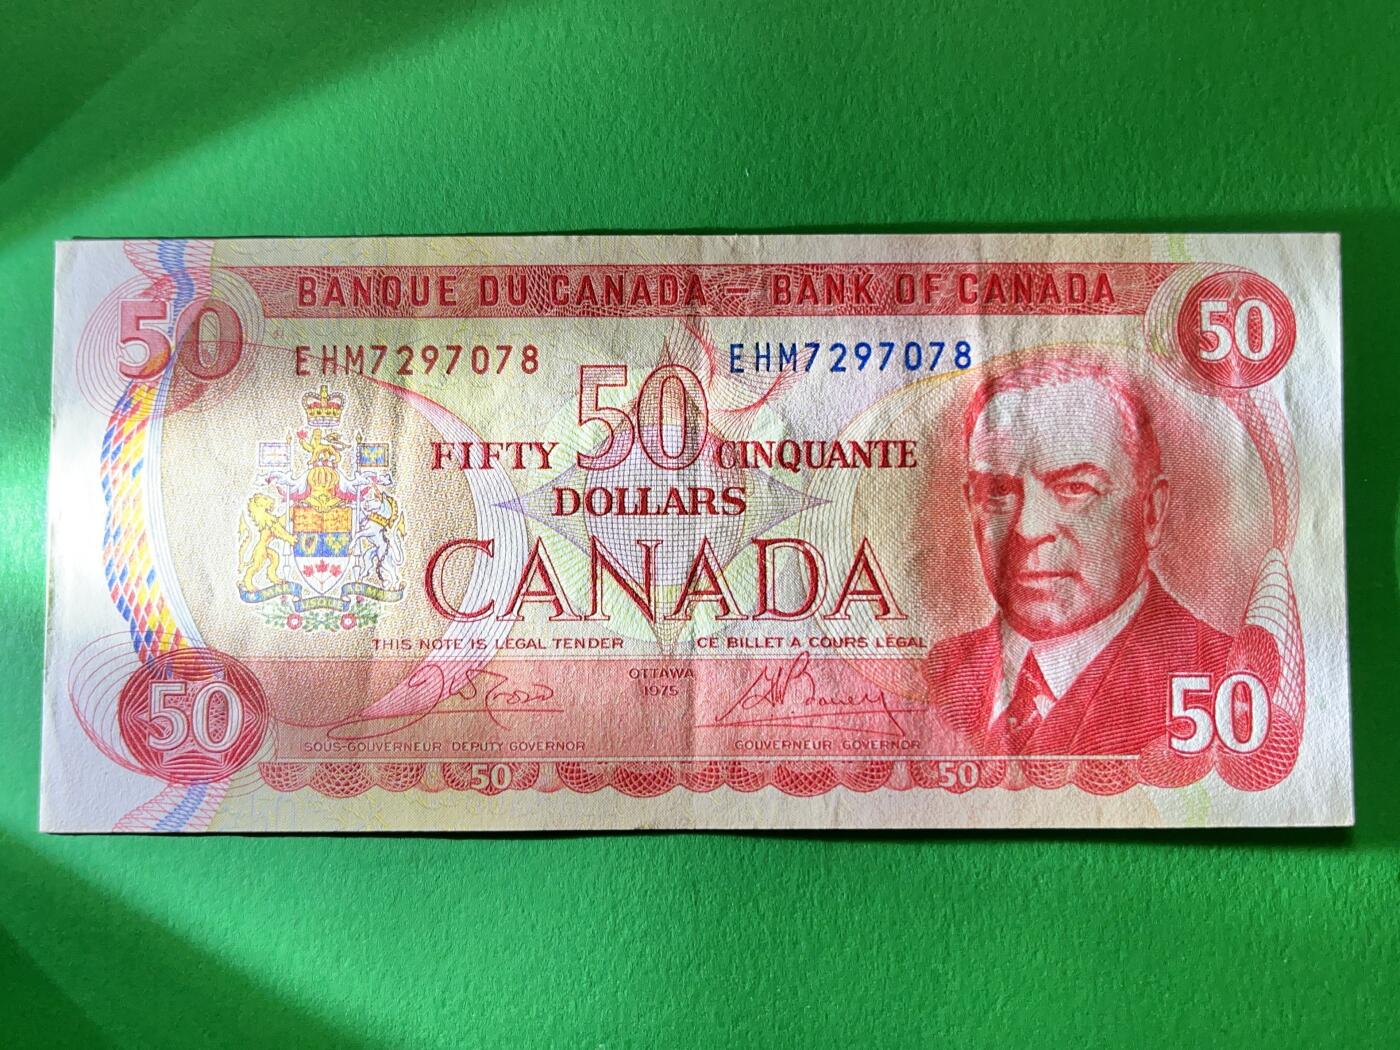 BANQUE DU CANADA – BANK OF CANADA
50
50
EHM7297078
EHM7297078
50
FIFTY CINQUANTE
DOLLARS
CANADA
THIS NOTE IS LEGAL TENDER
CE BILLET A COURS LÉGAL
OTTAWA
1975
50
50
SOUS-GOUVERNEUR DEPUTY GOVERNOR
GOUVERNEUR GOVERNOR
50
50